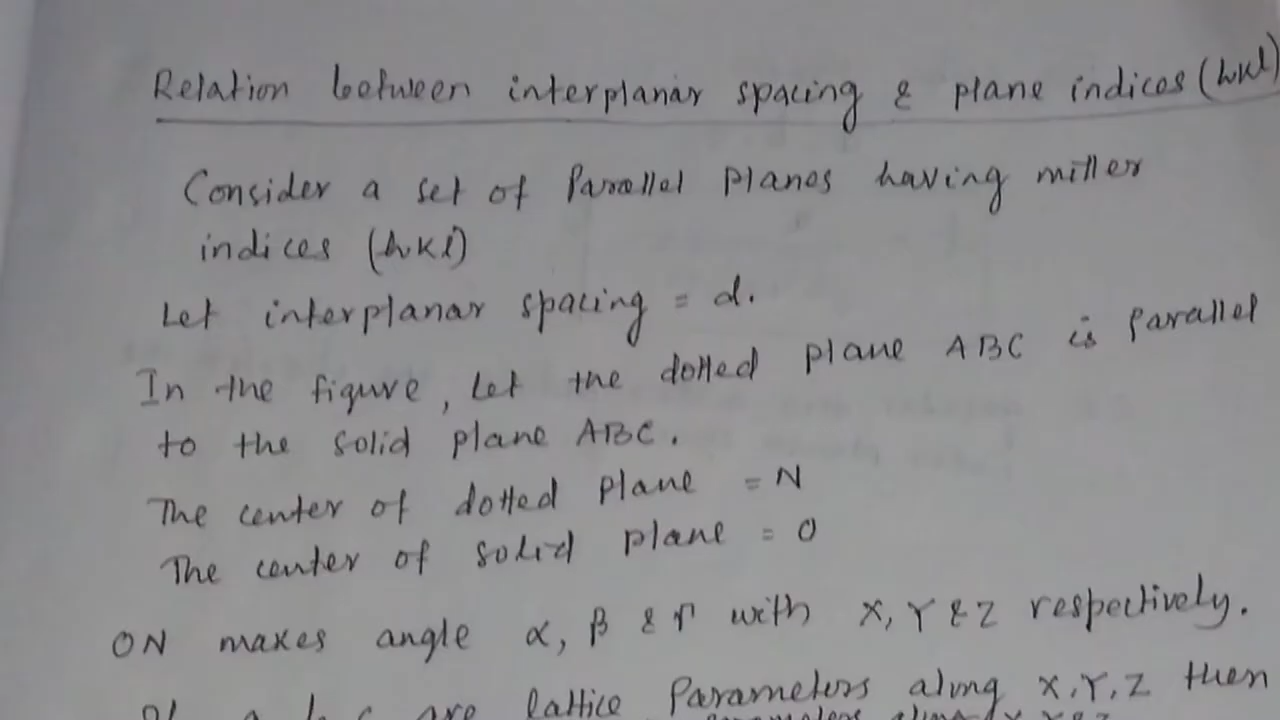 Relation between interplanar spacing & plane indices (hkl)
Consider a set of Parallel Planes having miller
indices (hkl)
Let interplanar spacing = d.
In the figure, Let the dotted plane ABC is parallel
to the solid plane ABC.
The center of dotted plane = N
The center of solid plane = O
ON makes angle α, β & Γ with X, Y & Z respectively.
a, b, c are lattice Parameters along X, Y, Z then